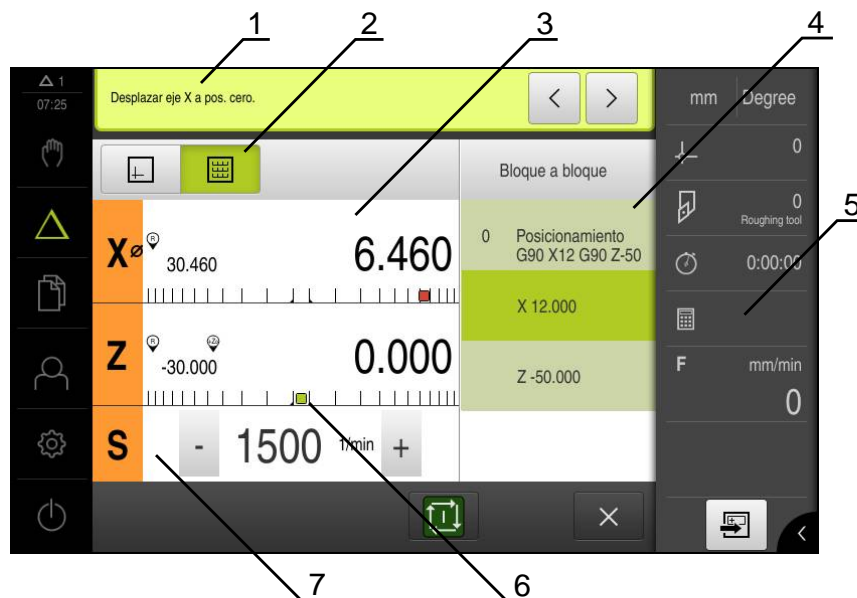 1 2 3 4
△ 1
07:25
Desplazar eje X a pos. cero. < >
mm Degree
0
Bloque a bloque
0
Roughing tool
5
X⌀ R 30.460 6.460
0 Posicionamiento
G90 X12 G90 Z-50
0:00:00
X 12.000
Z R -30.000 0.000
Z -50.000
F mm/min
0
S - 1500 1/min +
7 6